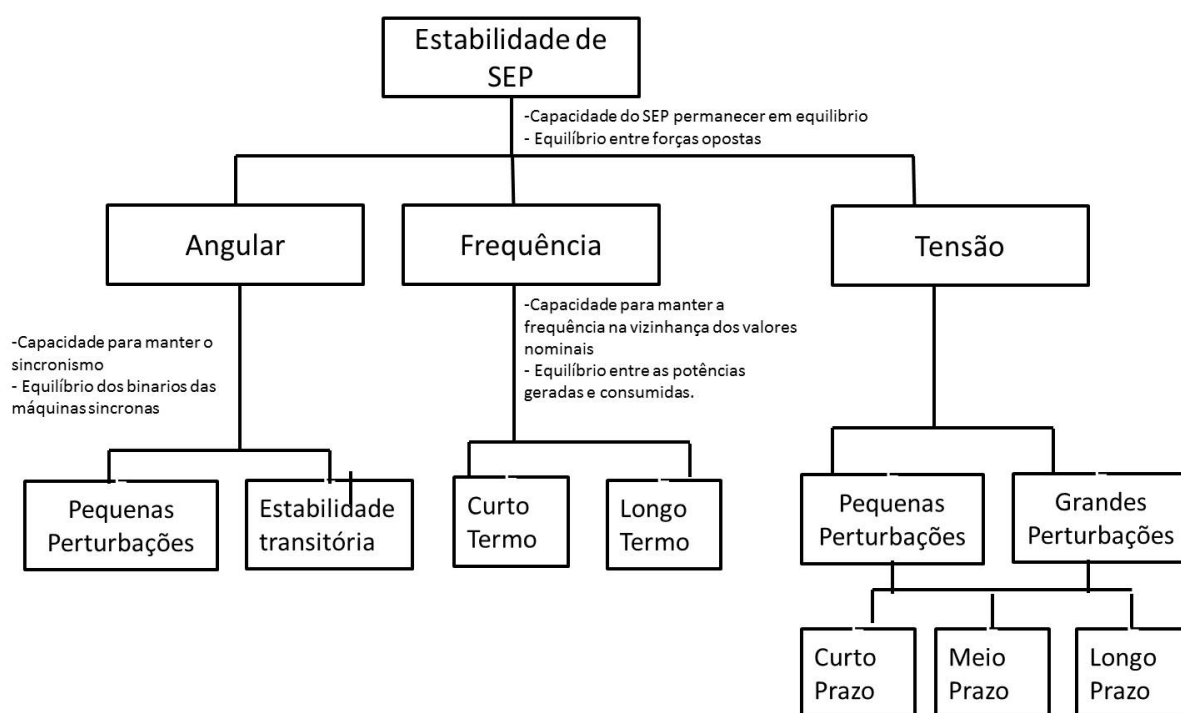 Estabilidade de
SEP
-Capacidade do SEP permanecer em equilibrio
- Equilíbrio entre forças opostas
Angular
Frequência
Tensão
-Capacidade para manter o
sincronismo
- Equilíbrio dos binarios das
máquinas sincronas
-Capacidade para manter a
frequência na vizinhança dos valores
nominais
- Equilíbrio entre as potências
geradas e consumidas.
Pequenas
Perturbações
Estabilidade
transitória
Curto
Termo
Longo
Termo
Pequenas
Perturbações
Grandes
Perturbações
Curto
Prazo
Meio
Prazo
Longo
Prazo